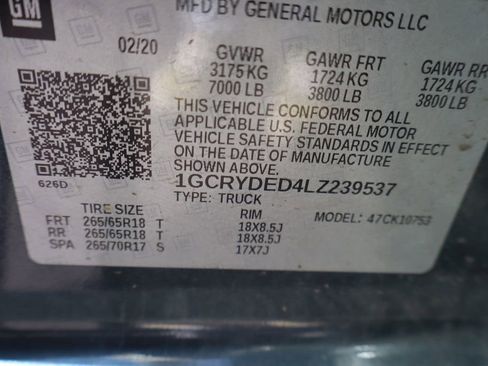 GM
MFD BY GENERAL MOTORS LLC
02/20 GVWR GAWR FRT GAWR RR
3175 KG 1724 KG 1724 KG
7000 LB 3800 LB 3800 LB
THIS VEHICLE CONFORMS TO ALL
APPLICABLE U.S. FEDERAL MOTOR
VEHICLE SAFETY STANDARDS IN EFFECT
ON THE DATE OF MANUFACTURE
SHOWN ABOVE.
626D 1GCRYDED4LZ239537
TYPE: TRUCK MODEL: 47CK10753
TIRE SIZE RIM
FRT 265/65R18 T 18X8.5J
RR 265/65R18 T 18X8.5J
SPA 265/70R17 S 17X7J